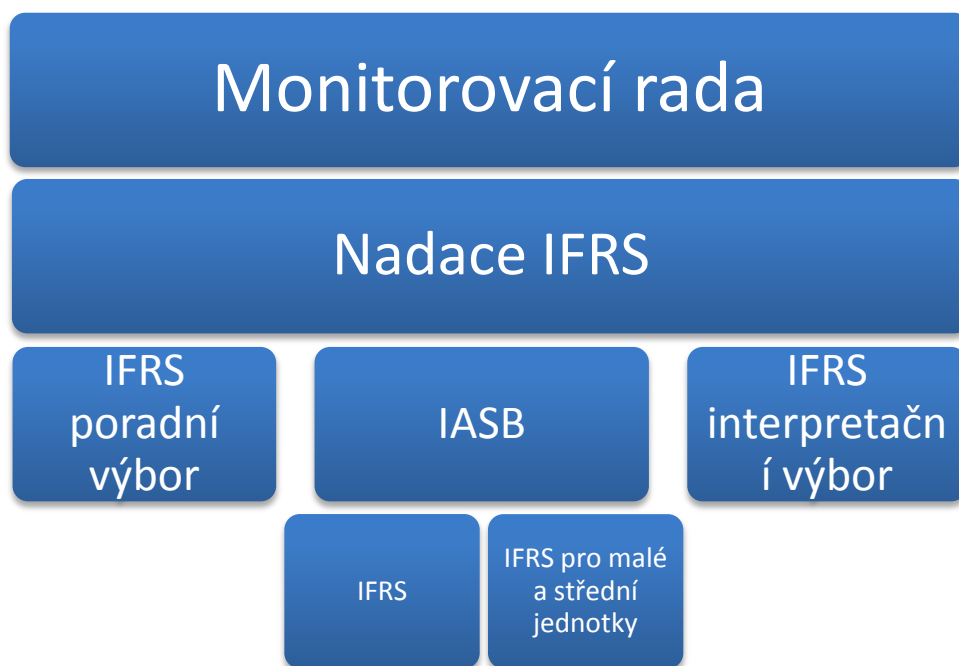 Monitorovací rada
Nadace IFRS
IFRS
poradní
výbor
IASB
IFRS
interpretačn
í výbor
IFRS
IFRS pro malé
a střední
jednotky